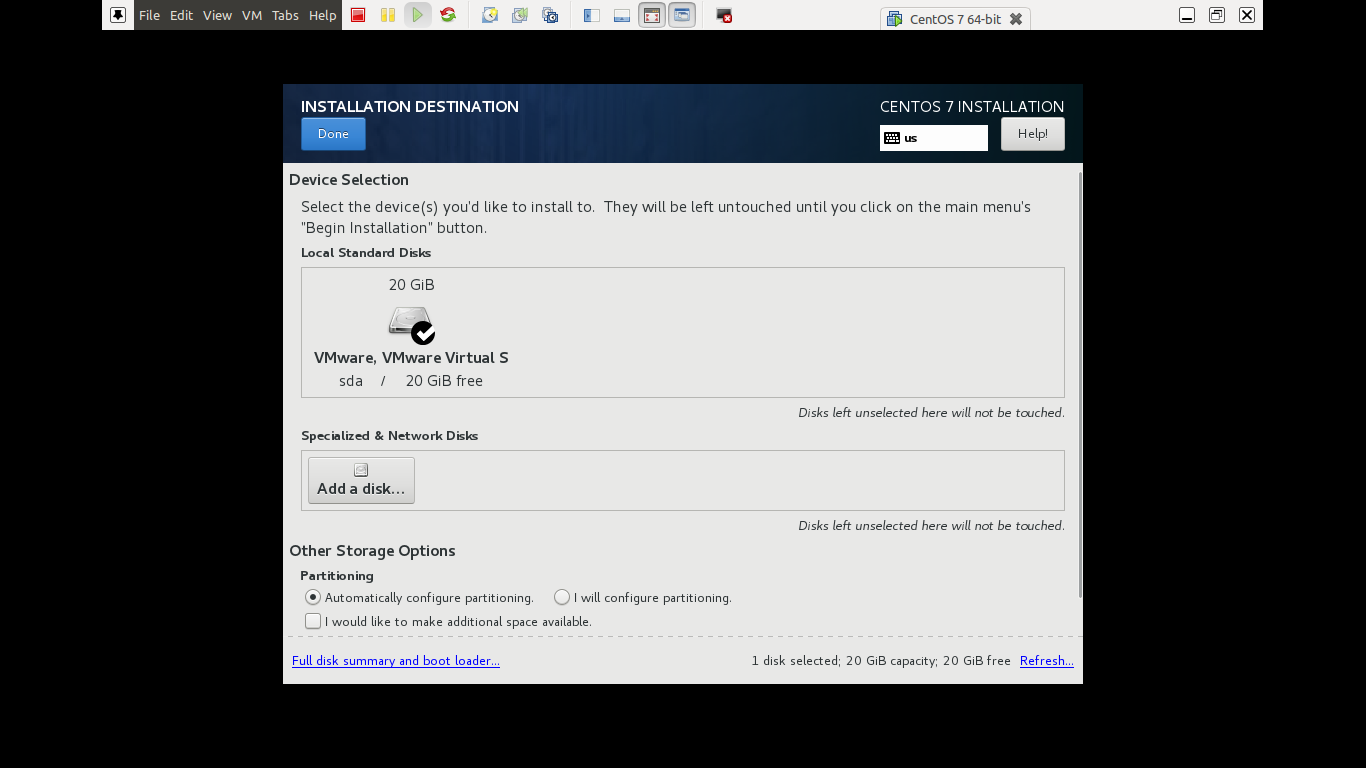 File Edit View VM Tabs Help
CentOS 7 64-bit
INSTALLATION DESTINATION
CENTOS 7 INSTALLATION
Done
us
Help!
Device Selection
Select the device(s) you'd like to install to.  They will be left untouched until you click on the main menu's
"Begin Installation" button.
Local Standard Disks
20 GiB
VMware, VMware Virtual S
sda / 20 GiB free
Disks left unselected here will not be touched.
Specialized & Network Disks
Add a disk...
Disks left unselected here will not be touched.
Other Storage Options
Partitioning
Automatically configure partitioning. I will configure partitioning.
I would like to make additional space available.
Full disk summary and boot loader... 1 disk selected; 20 GiB capacity; 20 GiB free Refresh...